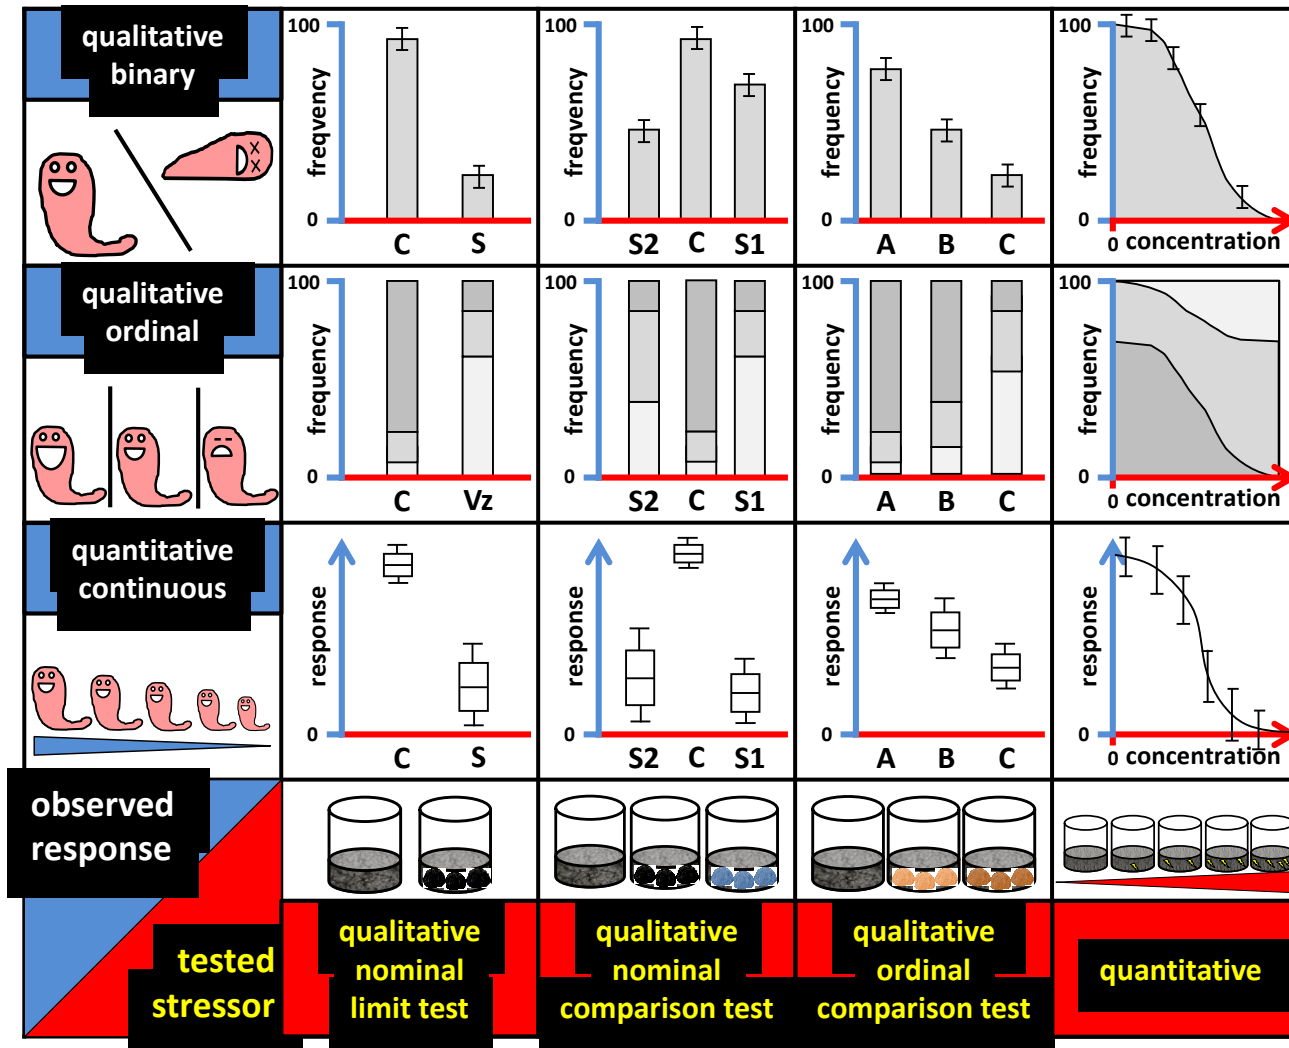 qualitative
binary
100
freqvency
0
C S
100
freqvency
0
S2 C S1
100
frequency
0
A B C
100
frequency
0
0 concentration
qualitative
ordinal
100
frequency
0
C Vz
100
frequency
0
S2 C S1
100
frequency
0
A B C
100
frequency
0
0 concentration
quantitative
continuous
response
0
C S
response
0
S2 C S1
response
0
A B C
response
0
0 concentration
observed
response
tested
stressor
qualitative
nominal
limit test
qualitative
nominal
comparison test
qualitative
ordinal
comparison test
quantitative